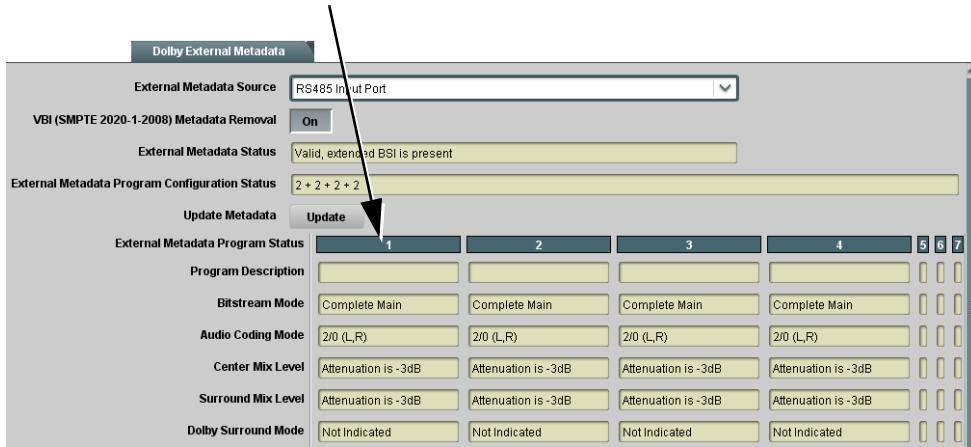 Dolby External Metadata
External Metadata Source RS485 Input Port
VBI (SMPTE 2020-1-2008) Metadata Removal On
External Metadata Status Valid, extended BSI is present
External Metadata Program Configuration Status 2 + 2 + 2 + 2
Update Metadata Update
External Metadata Program Status 1 2 3 4 5 6 7
Program Description
Bitstream Mode Complete Main Complete Main Complete Main Complete Main
Audio Coding Mode 2/0 (L,R) 2/0 (L,R) 2/0 (L,R) 2/0 (L,R)
Center Mix Level Attenuation is -3dB Attenuation is -3dB Attenuation is -3dB Attenuation is -3dB
Surround Mix Level Attenuation is -3dB Attenuation is -3dB Attenuation is -3dB Attenuation is -3dB
Dolby Surround Mode Not Indicated Not Indicated Not Indicated Not Indicated